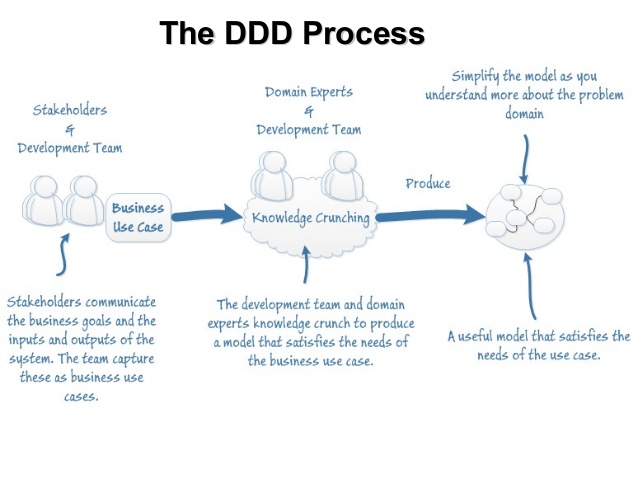 The DDD Process
Stakeholders
&
Development Team
Domain Experts
&
Development Team
Simplify the model as you
understand more about the problem
domain
Business
Use Case
Knowledge Crunching
Produce
Stakeholders communicate
the business goals and the
inputs and outputs of the
system. The team capture
these as business use
cases.
The development team and domain
experts knowledge crunch to produce
a model that satisfies the needs of
the business use case.
A useful model that satisfies the
needs of the use case.